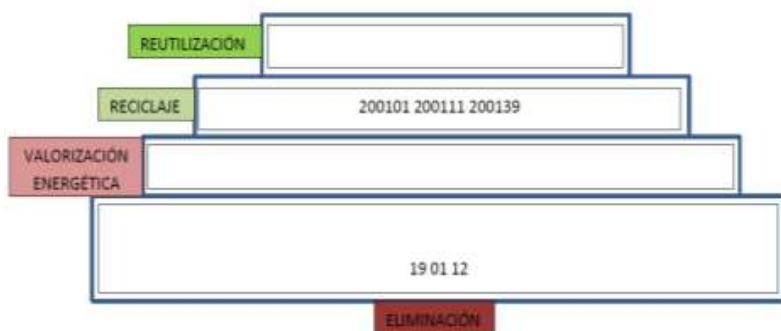 REUTILIZACIÓN
RECICLAJE
200101 200111 200139
VALORIZACIÓN
ENERGÉTICA
19 01 12
ELIMINACIÓN